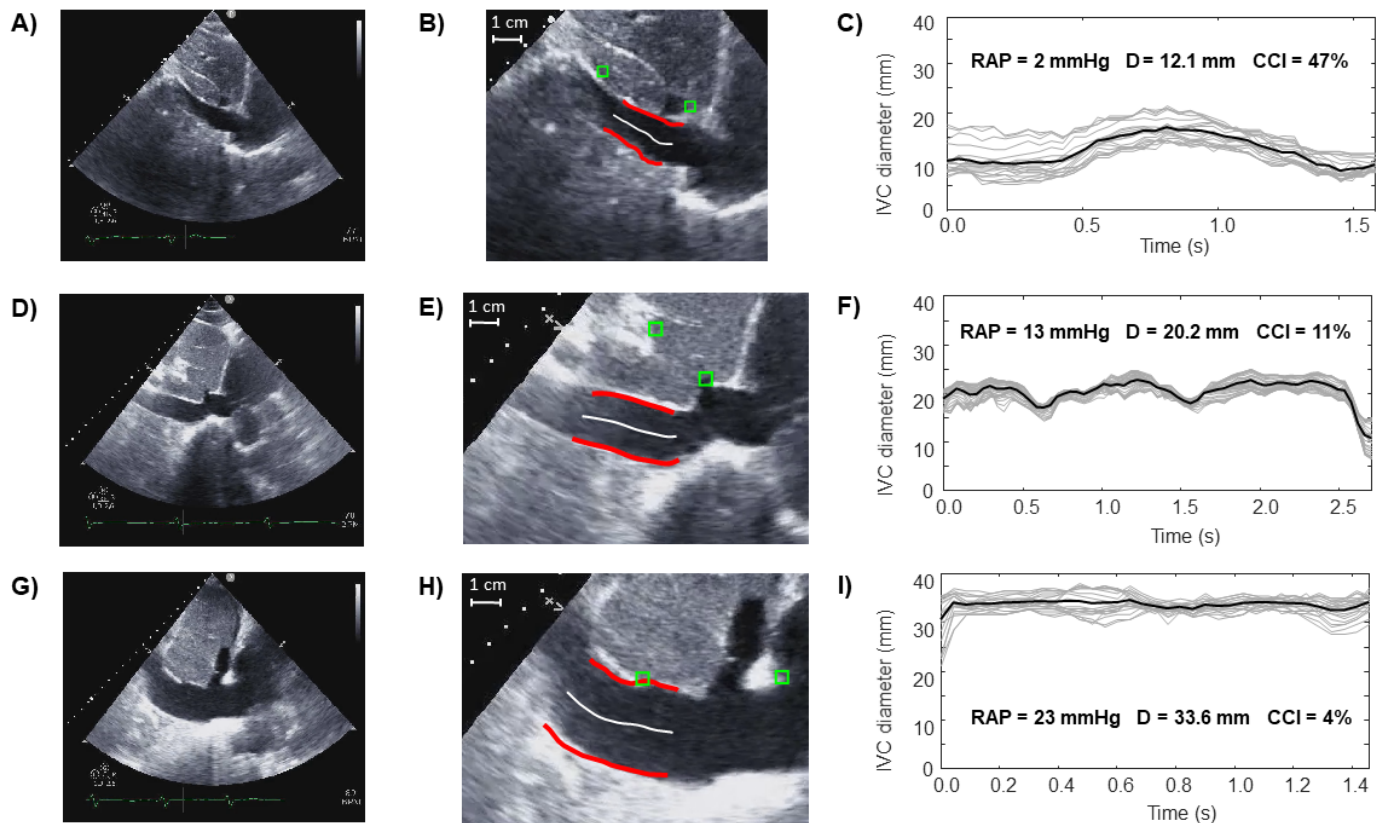 A)
B)
1 cm
C)
RAP = 2 mmHg D = 12.1 mm CCI = 47%
IVC diameter (mm)
40
30
20
10
0
0.0 0.5 1.0 1.5
Time (s)
D)
E)
1 cm
F)
RAP = 13 mmHg D = 20.2 mm CCI = 11%
IVC diameter (mm)
40
30
20
10
0
0.0 0.5 1.0 1.5 2.0 2.5
Time (s)
G)
H)
1 cm
I)
RAP = 23 mmHg D = 33.6 mm CCI = 4%
IVC diameter (mm)
40
30
20
10
0
0.0 0.2 0.4 0.6 0.8 1.0 1.2 1.4
Time (s)